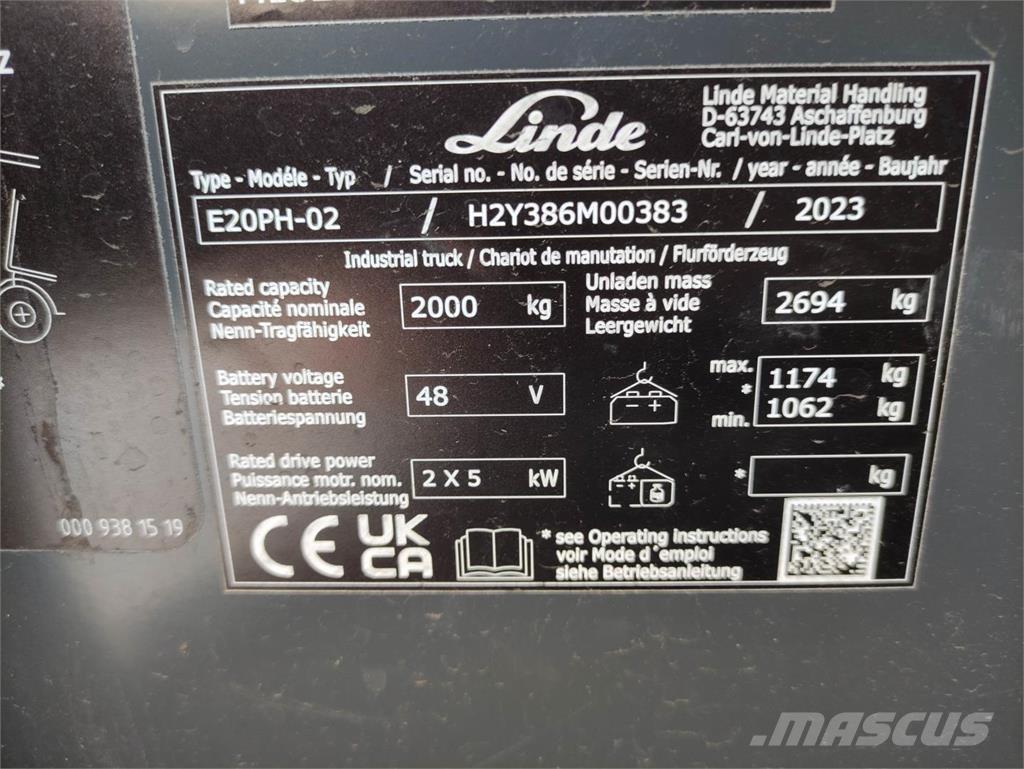 Z
Linde
Linde Material Handling
D-63743 Aschaffenburg
Carl-von-Linde-Platz
Type - Modéle - Typ / Serial no. - No. de série - Serien-Nr. / year - année - Baujahr
E20PH-02 / H2Y386M00383 / 2023
Industrial truck / Chariot de manutation / Flurförderzeug
Rated capacity
Capacité nominale
Nenn-Tragfähigkeit
2000 kg
Unladen mass
Masse à vide
Leergewicht
2694 kg
Battery voltage
Tension batterie
Batteriespannung
48 V
max. 1174 kg
*
min. 1062 kg
Rated drive power
Puissance motr. nom.
Nenn-Antriebsleistung
2 X 5 kW
* kg
000 938 15 19
CE UK
CA
* see Operating Instructions
voir Mode d´emploi
siehe Betriebsanleitung
MASCUS